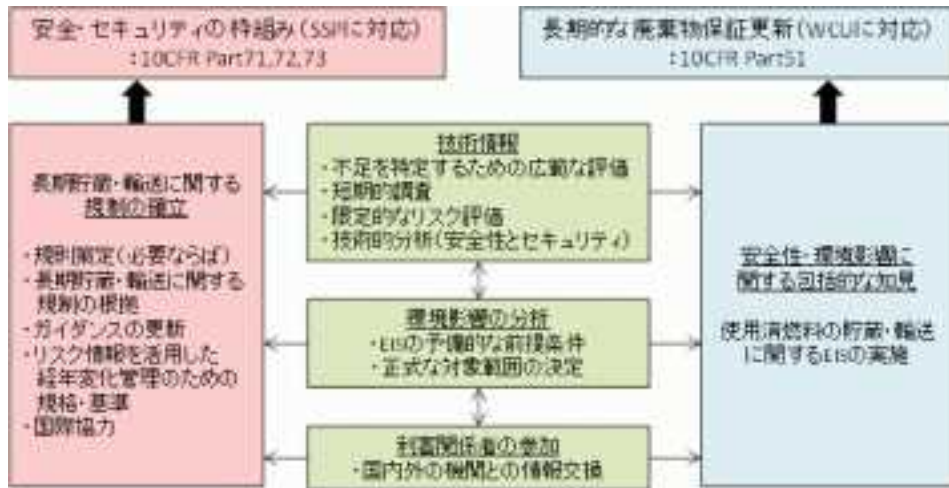 安全・セキュリティの枠組み(SSPIに対応)
:10CFR Part71,72,73
長期的な廃棄物保証更新(WCUIに対応)
:10CFR Part51
長期貯蔵・輸送に関する
規制の確立
・規則策定(必要ならば)
・長期貯蔵・輸送に関する
規制の根拠
・ガイダンスの更新
・リスク情報を活用した
経年変化管理のための
規格・基準
・国際協力
技術情報
・不足を特定するための広範な評価
・短期的調査
・限定的なリスク評価
・技術的分析(安全性とセキュリティ)
環境影響の分析
・EISの予備的な前提条件
・正式な対象範囲の決定
利害関係者の参加
・国内外の機関との情報交換
安全性・環境影響に
関する包括的な知見
使用済燃料の貯蔵・輸送
に関するEISの実施